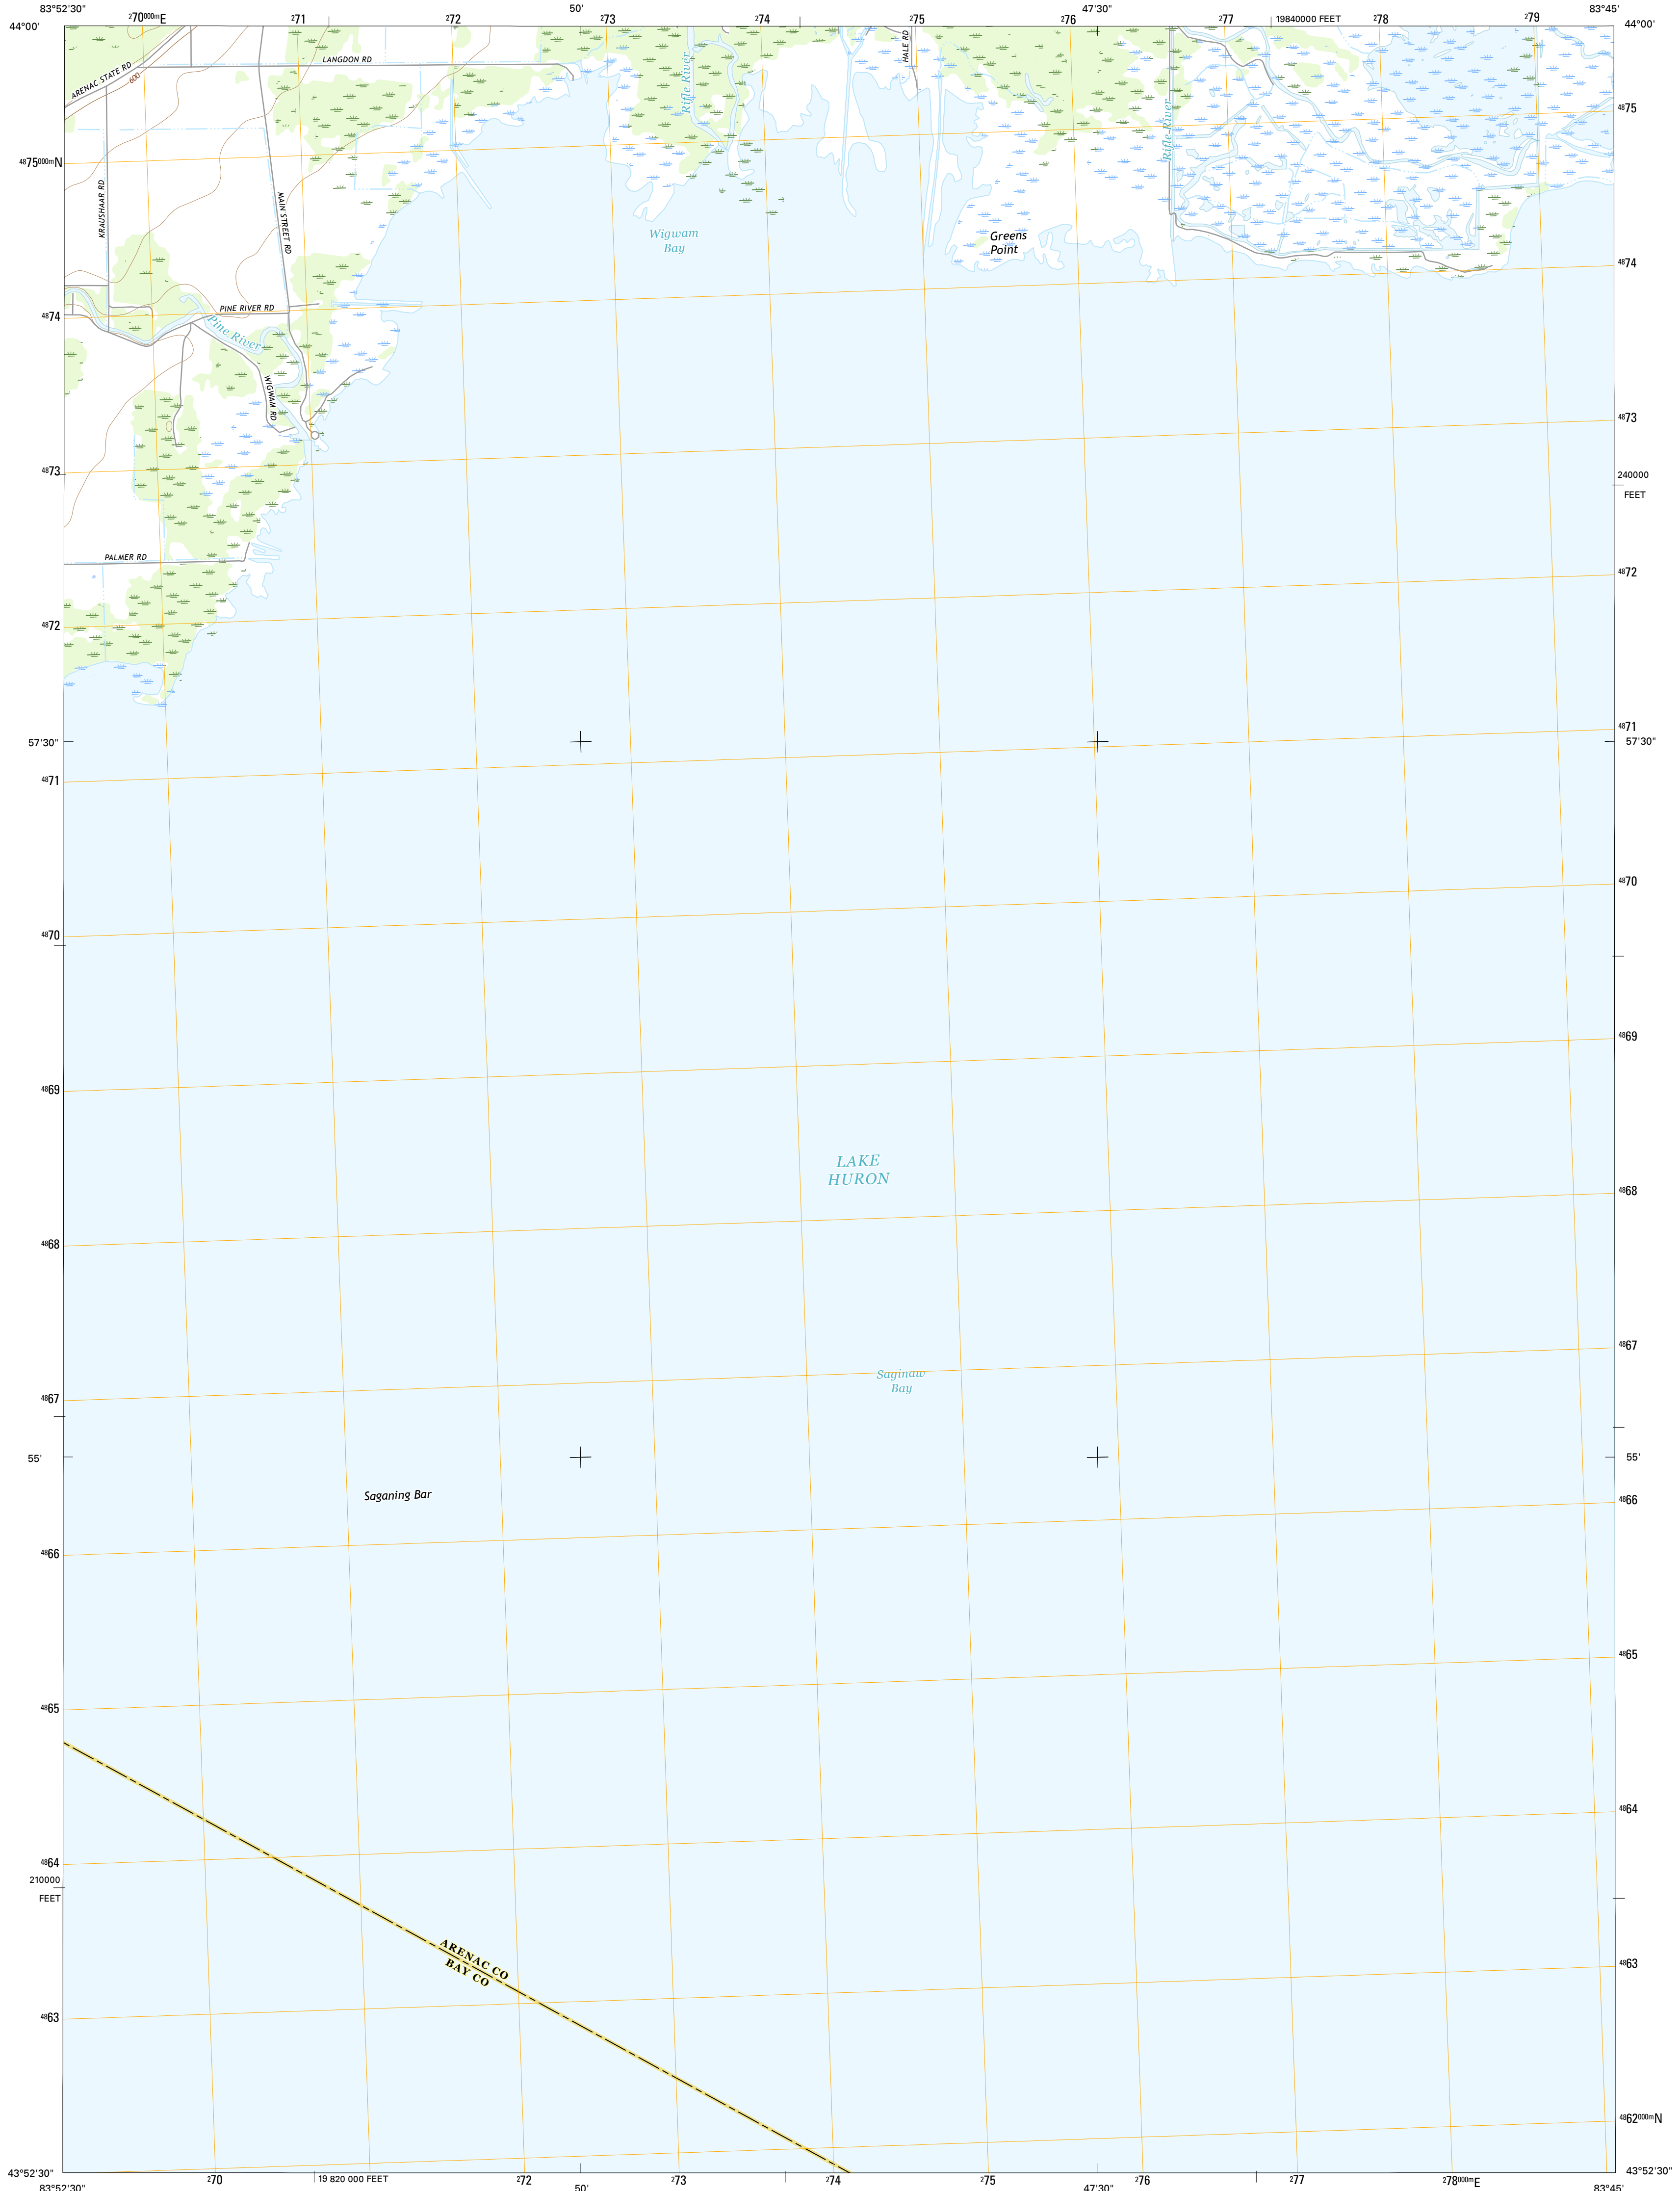 83°52'30"
270000mE
271
272
50'
273
274
275
276
47'30"
277
19840000 FEET
278
279
83°45'
44°00'
44°00'
ARENAC STATE RD
600
LANGDON RD
Rifle River
HALE RD
Rifle River
4875
4875000mN
KRAUSHAAR RD
MAIN STREET RD
Wigwam
Bay
Greens
Point
4874
4874
PINE RIVER RD
Pine River
WIGWAM RD
4873
4873
240000
FEET
PALMER RD
4872
4872
57'30"
4871
57'30"
4871
4870
4870
4869
4869
LAKE
HURON
4868
4868
4867
Saginaw
Bay
4867
55'
55'
Saganing Bar
4866
4866
4865
4865
4864
4864
210000
FEET
ARENAC CO
BAY CO
4863
4863
4862000mN
43°52'30"
43°52'30"
270
19 820 000 FEET
272
273
274
275
276
277
278000mE
83°52'30"
50'
47'30"
83°45'